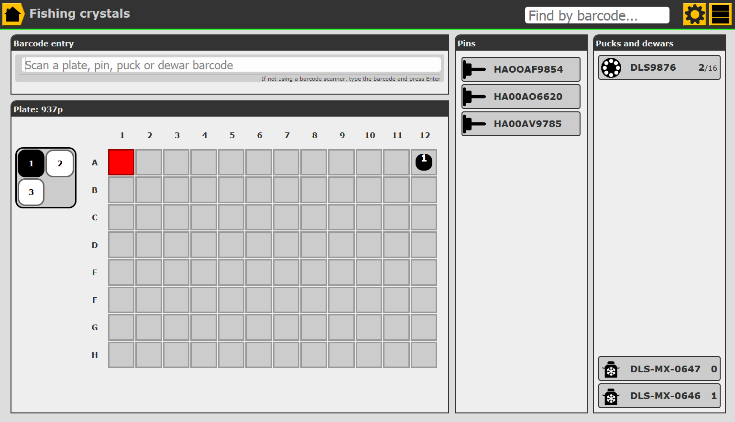 Fishing crystals
Find by barcode...
Barcode entry
Scan a plate, pin, puck or dewar barcode
If not using a barcode scanner, type the barcode and press Enter
Plate: 937p
1 2 3 4 5 6 7 8 9 10 11 12
1 2
3
A 1
B
C
D
E
F
G
H
Pins
HA00AF9854
HA00AO6620
HA00AV9785
Pucks and dewars
DLS9876 2/16
DLS-MX-0647 0
DLS-MX-0646 1